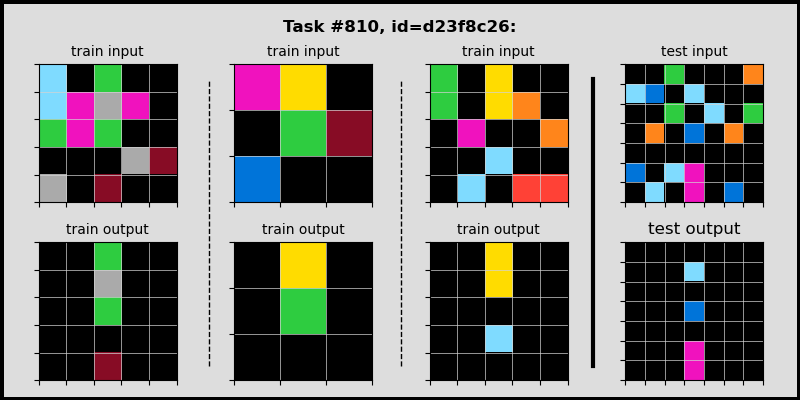 Task #810, id=d23f8c26:
train input
train input
train input
test input
train output
train output
train output
test output